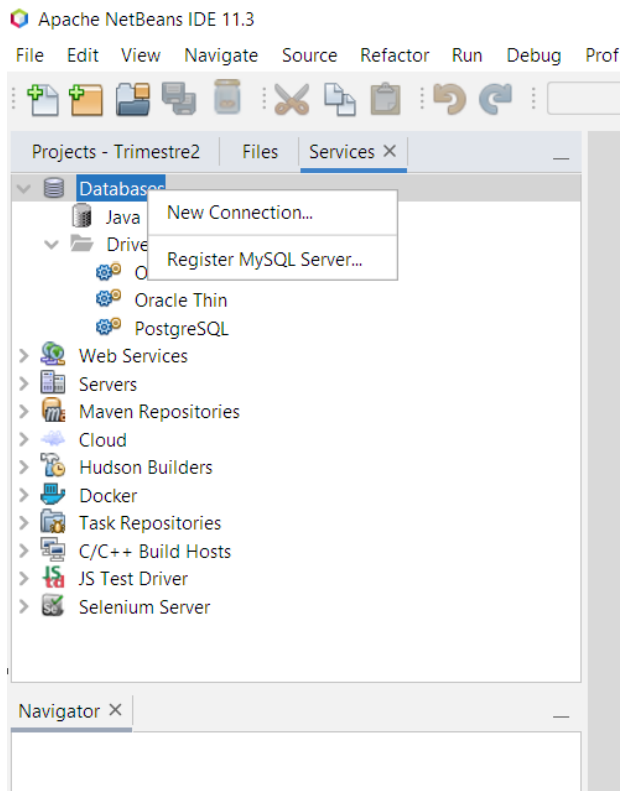 Apache NetBeans IDE 11.3
File Edit View Navigate Source Refactor Run Debug Prof
Projects - Trimestre2 Files Services
Databases
New Connection...
Java
Register MySQL Server...
Drive
O
Oracle Thin
PostgreSQL
Web Services
Servers
Maven Repositories
Cloud
Hudson Builders
Docker
Task Repositories
C/C++ Build Hosts
JS Test Driver
Selenium Server
Navigator